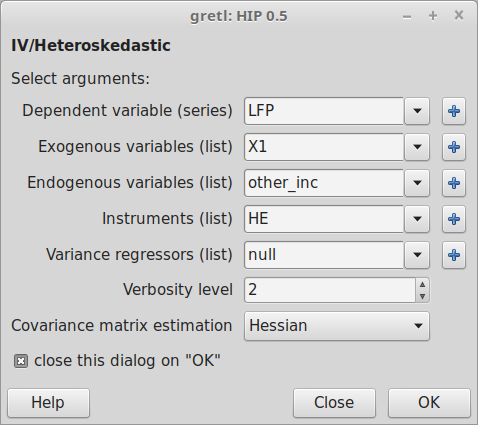 gretl: HIP 0.5
IV/Heteroskedastic
Select arguments:
Dependent variable (series) LFP
Exogenous variables (list) X1
Endogenous variables (list) other_inc
Instruments (list) HE
Variance regressors (list) null
Verbosity level 2
Covariance matrix estimation Hessian
close this dialog on "OK"
Help Close OK